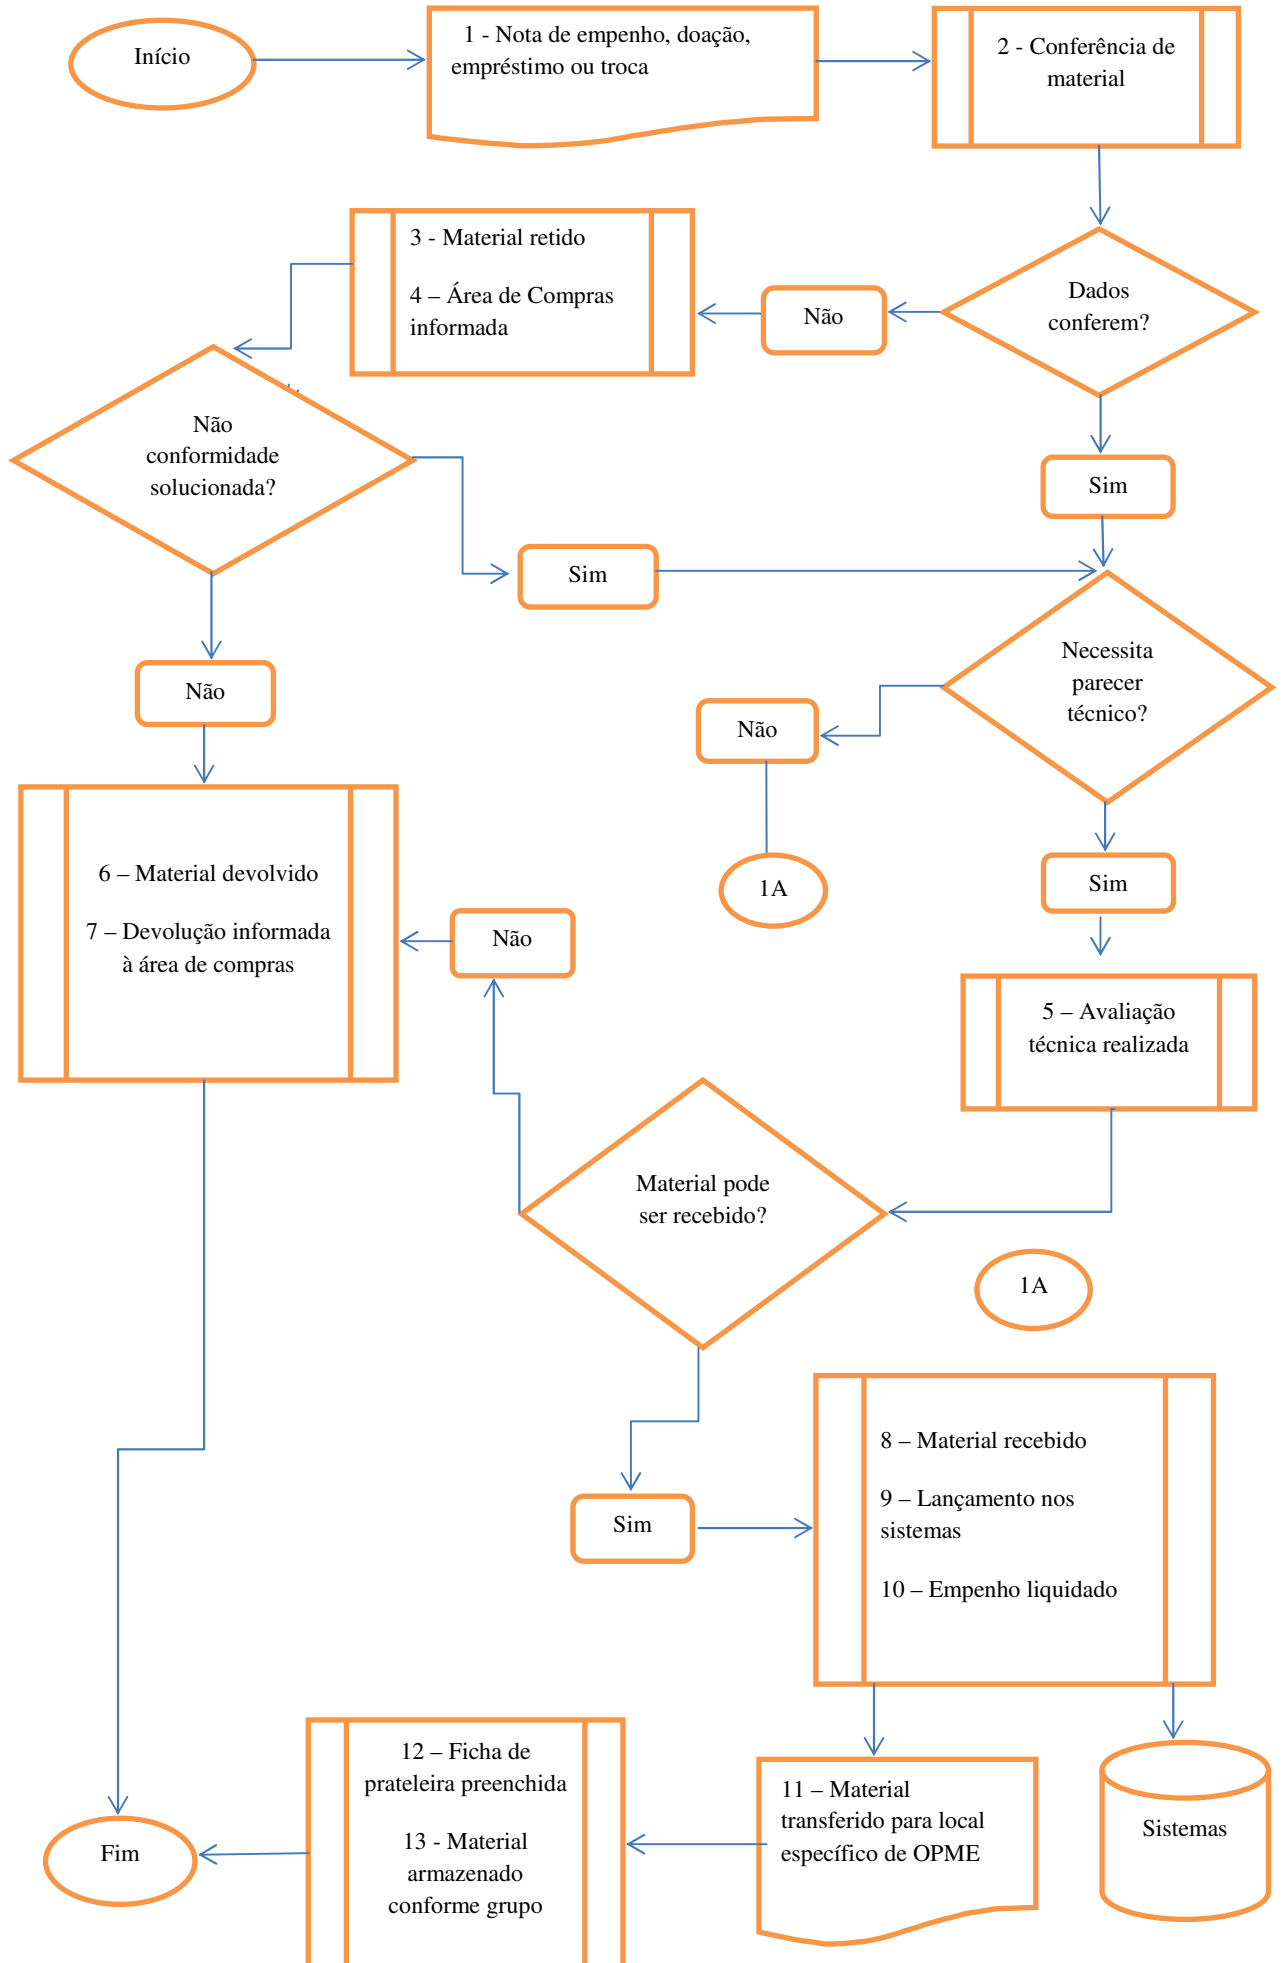 Início
1 - Nota de empenho, doação,
empréstimo ou troca
2 - Conferência de
material
3 - Material retido
4 – Área de Compras
informada
Não
Dados
conferem?
Não
conformidade
solucionada?
Sim
Sim
Não
Necessita
parecer
técnico?
Não
1A
Sim
6 – Material devolvido
7 – Devolução informada
à área de compras
Não
5 – Avaliação
técnica realizada
Material pode
ser recebido?
1A
Sim
8 – Material recebido
9 – Lançamento nos
sistemas
10 – Empenho liquidado
12 – Ficha de
prateleira preenchida
13 - Material
armazenado
conforme grupo
11 – Material
transferido para local
específico de OPME
Sistemas
Fim